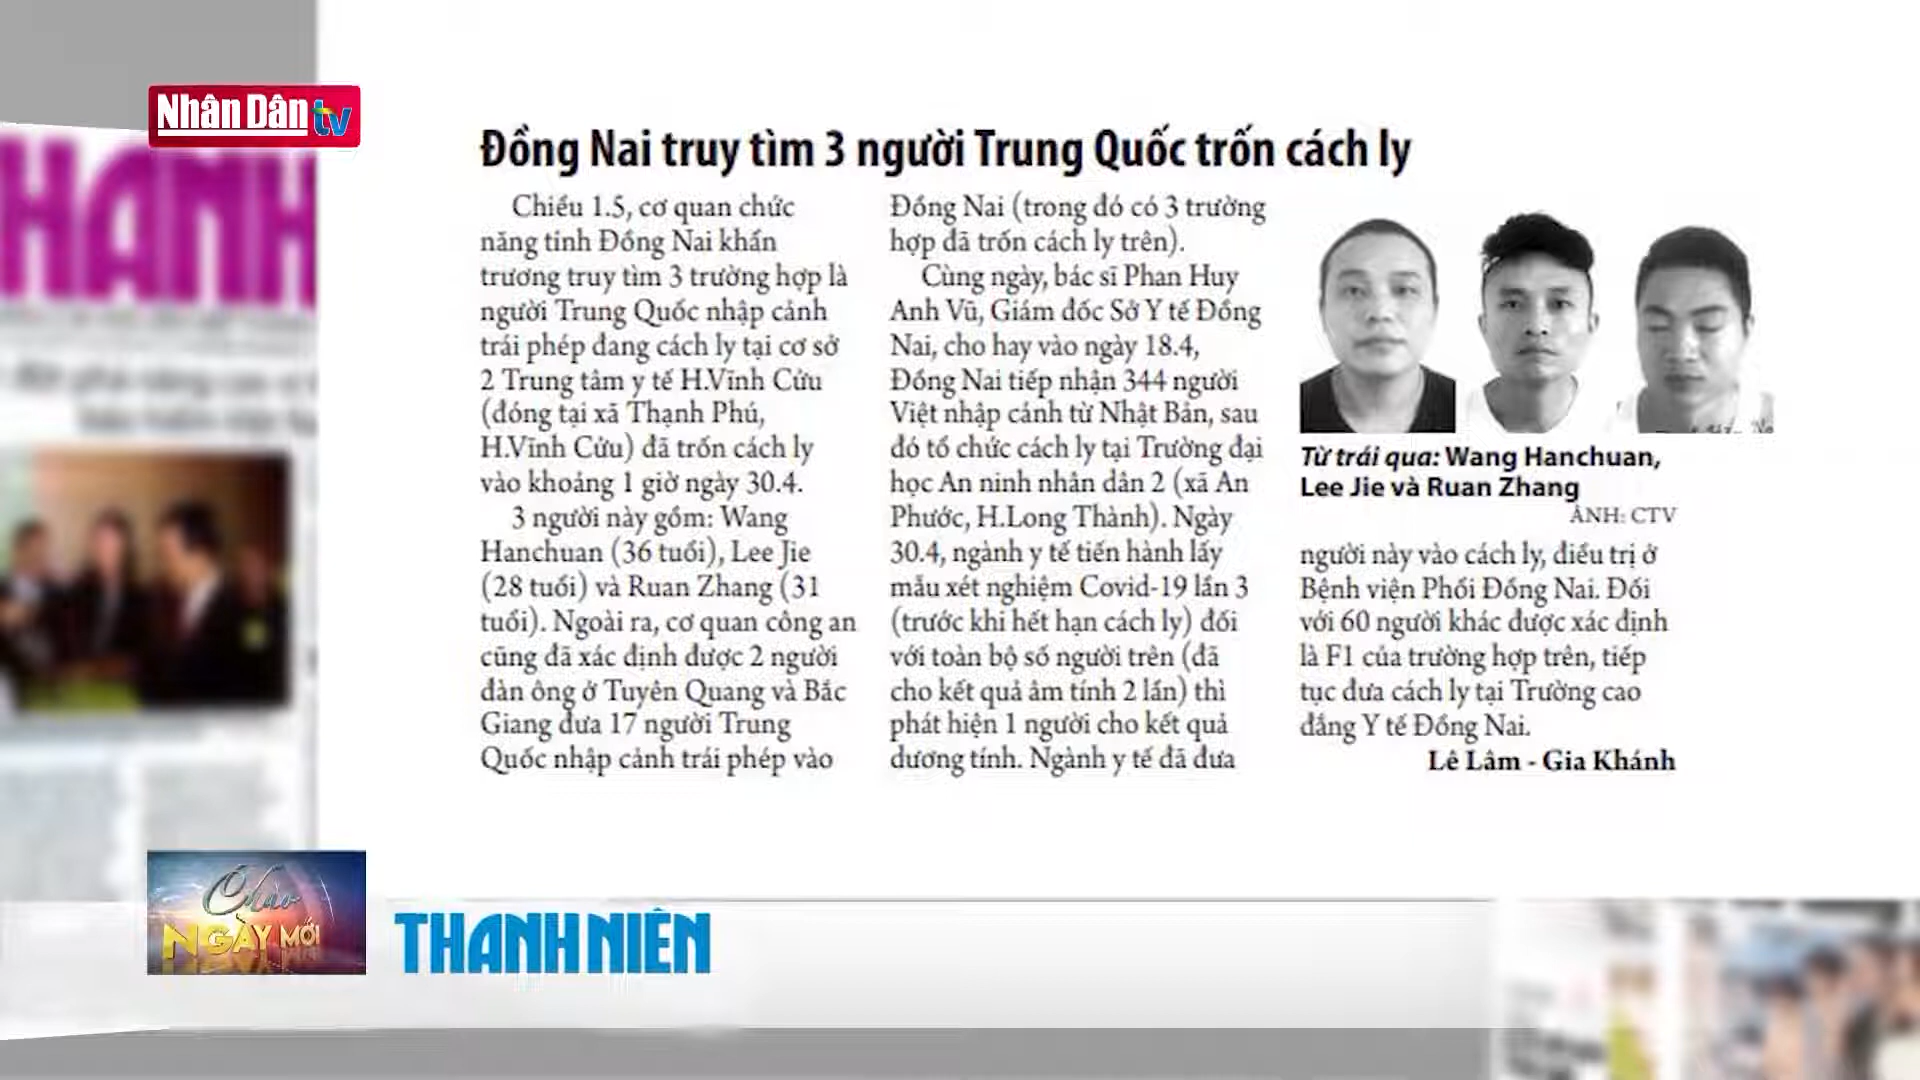 Nhân Dân tv
HANH
Đồng Nai truy tìm 3 người Trung Quốc trốn cách ly
Chiều 1.5, cơ quan chức
năng tỉnh Đồng Nai khẩn
trương truy tìm 3 trường hợp là
người Trung Quốc nhập cảnh
trái phép đang cách ly tại cơ sở
2 Trung tâm y tế H.Vĩnh Cửu
(đóng tại xã Thạnh Phú,
H.Vĩnh Cửu) đã trốn cách ly
vào khoảng 1 giờ ngày 30.4.
3 người này gồm: Wang
Hanchuan (36 tuổi), Lee Jie
(28 tuổi) và Ruan Zhang (31
tuổi). Ngoài ra, cơ quan công an
cũng đã xác định được 2 người
đàn ông ở Tuyên Quang và Bắc
Giang đưa 17 người Trung
Quốc nhập cảnh trái phép vào
Đồng Nai (trong đó có 3 trường
hợp đã trốn cách ly trên).
Cùng ngày, bác sĩ Phan Huy
Anh Vũ, Giám đốc Sở Y tế Đồng
Nai, cho hay vào ngày 18.4,
Đồng Nai tiếp nhận 344 người
Việt nhập cảnh từ Nhật Bản, sau
đó tổ chức cách ly tại Trường đại
học An ninh nhân dân 2 (xã An
Phước, H.Long Thành). Ngày
30.4, ngành y tế tiến hành lấy
mẫu xét nghiệm Covid-19 lần 3
(trước khi hết hạn cách ly) đối
với toàn bộ số người trên (đã
cho kết quả âm tính 2 lần) thì
phát hiện 1 người cho kết quả
dương tính. Ngành y tế đã đưa
Từ trái qua: Wang Hanchuan,
Lee Jie và Ruan Zhang
ẢNH: CTV
người này vào cách ly, điều trị ở
Bệnh viện Phổi Đồng Nai. Đối
với 60 người khác được xác định
là F1 của trường hợp trên, tiếp
tục đưa cách ly tại Trường cao
đẳng Y tế Đồng Nai.
Lê Lâm - Gia Khánh
Chào
NGÀY MỚI
THANH NIÊN